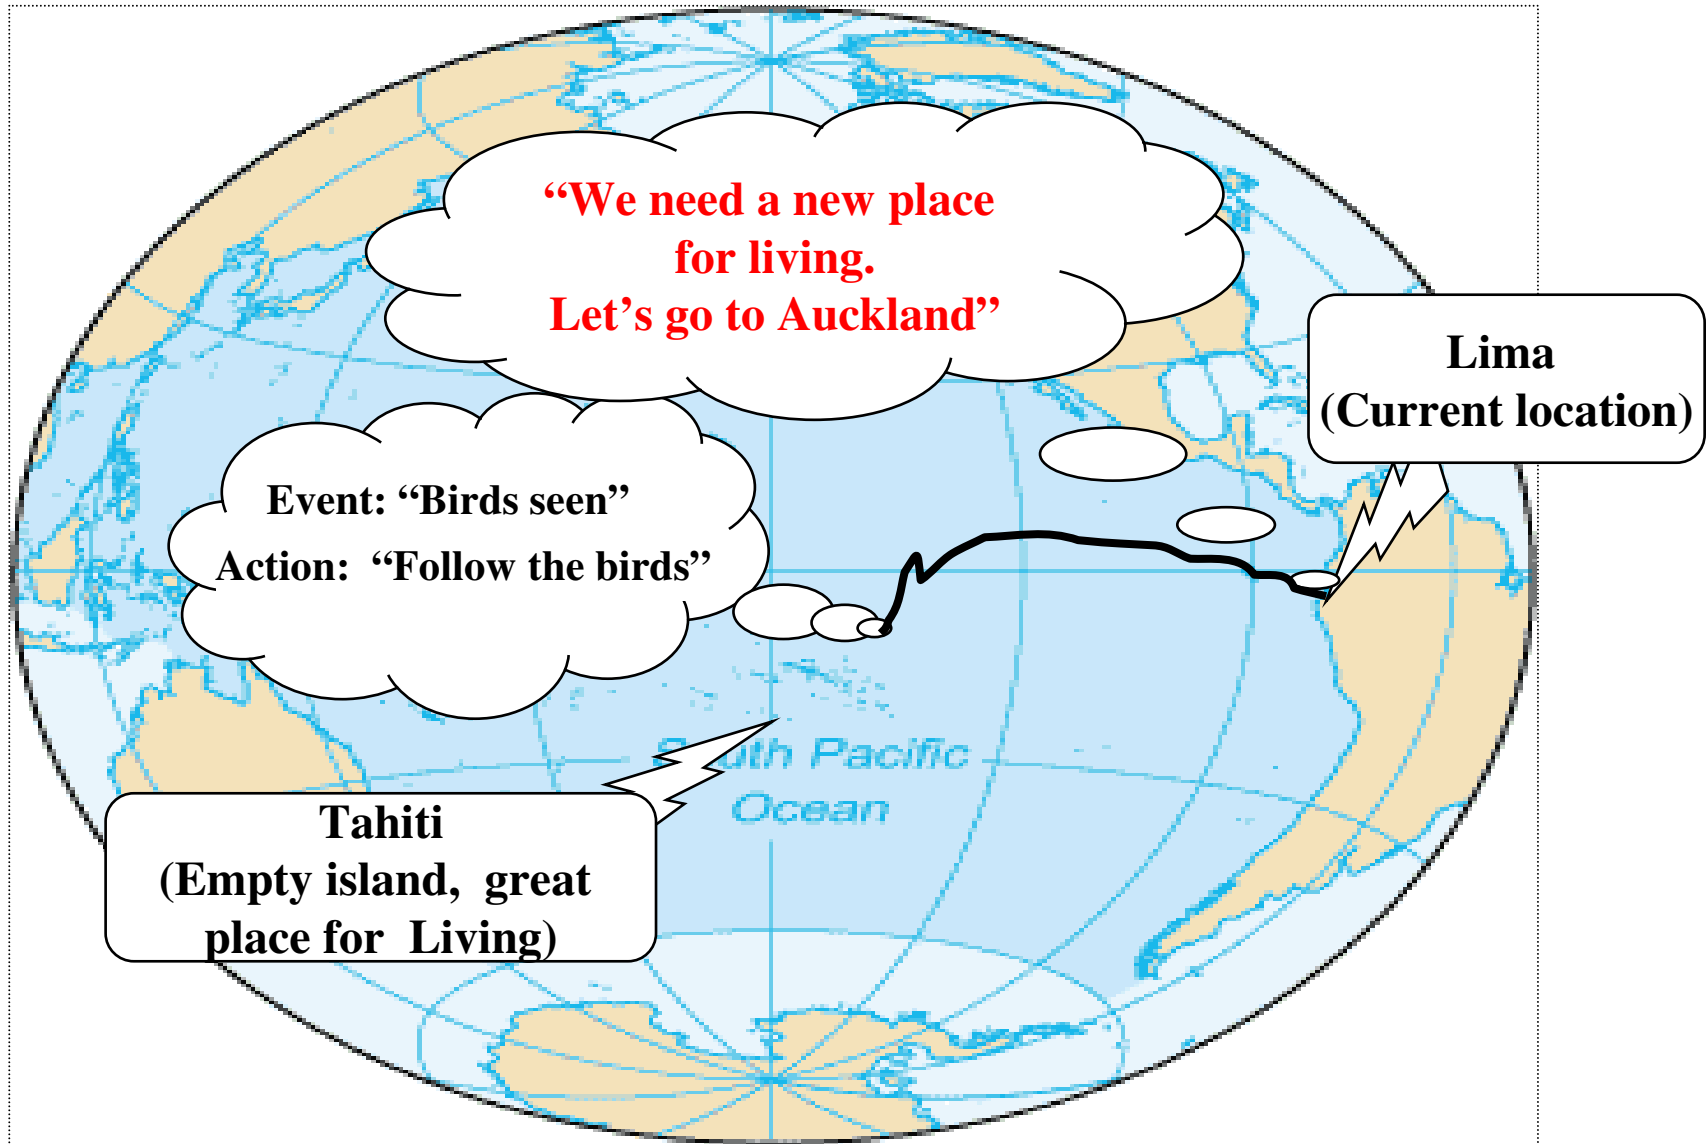 “We need a new place
for living.
Let’s go to Auckland”
Lima
(Current location)
Event: “Birds seen”
Action:  “Follow the birds”
South Pacific
Ocean
Tahiti
(Empty island,  great
place for  Living)